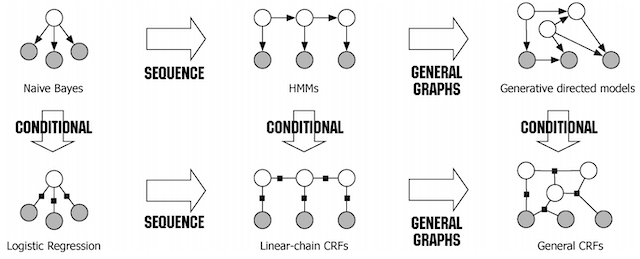 SEQUENCE
GENERAL
GRAPHS
Naive Bayes
HMMs
Generative directed models
CONDITIONAL
CONDITIONAL
CONDITIONAL
SEQUENCE
GENERAL
GRAPHS
Logistic Regression
Linear-chain CRFs
General CRFs